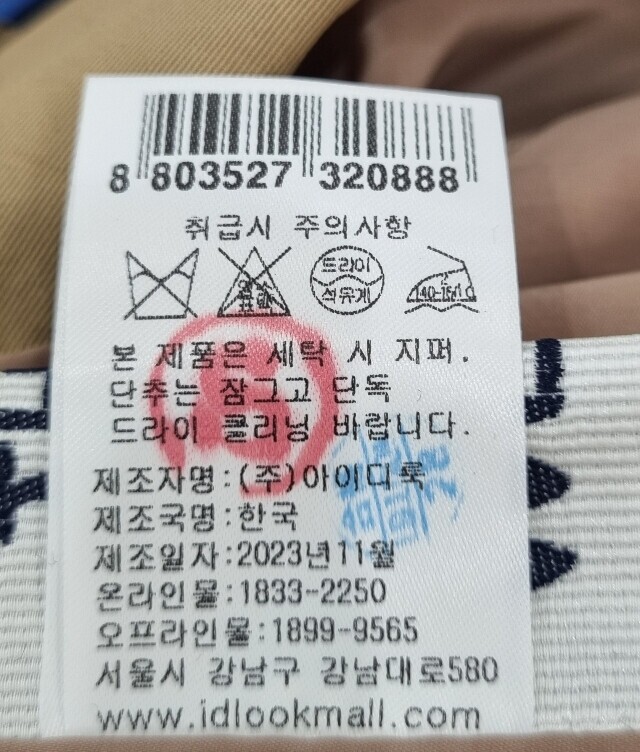 8 803527 320888
취급시 주의사항
드라이
석유계
본 제품은 세탁 시 지퍼.
단추는 잠그고 단독
드라이 클리닝 바랍니다.
제조자명:(주)아이디룩
제조국명:한국
제조일자:2023년11월
온라인몰:1833-2250
오프라인몰:1899-9565
서울시 강남구 강남대로580
www.idlookmall.com